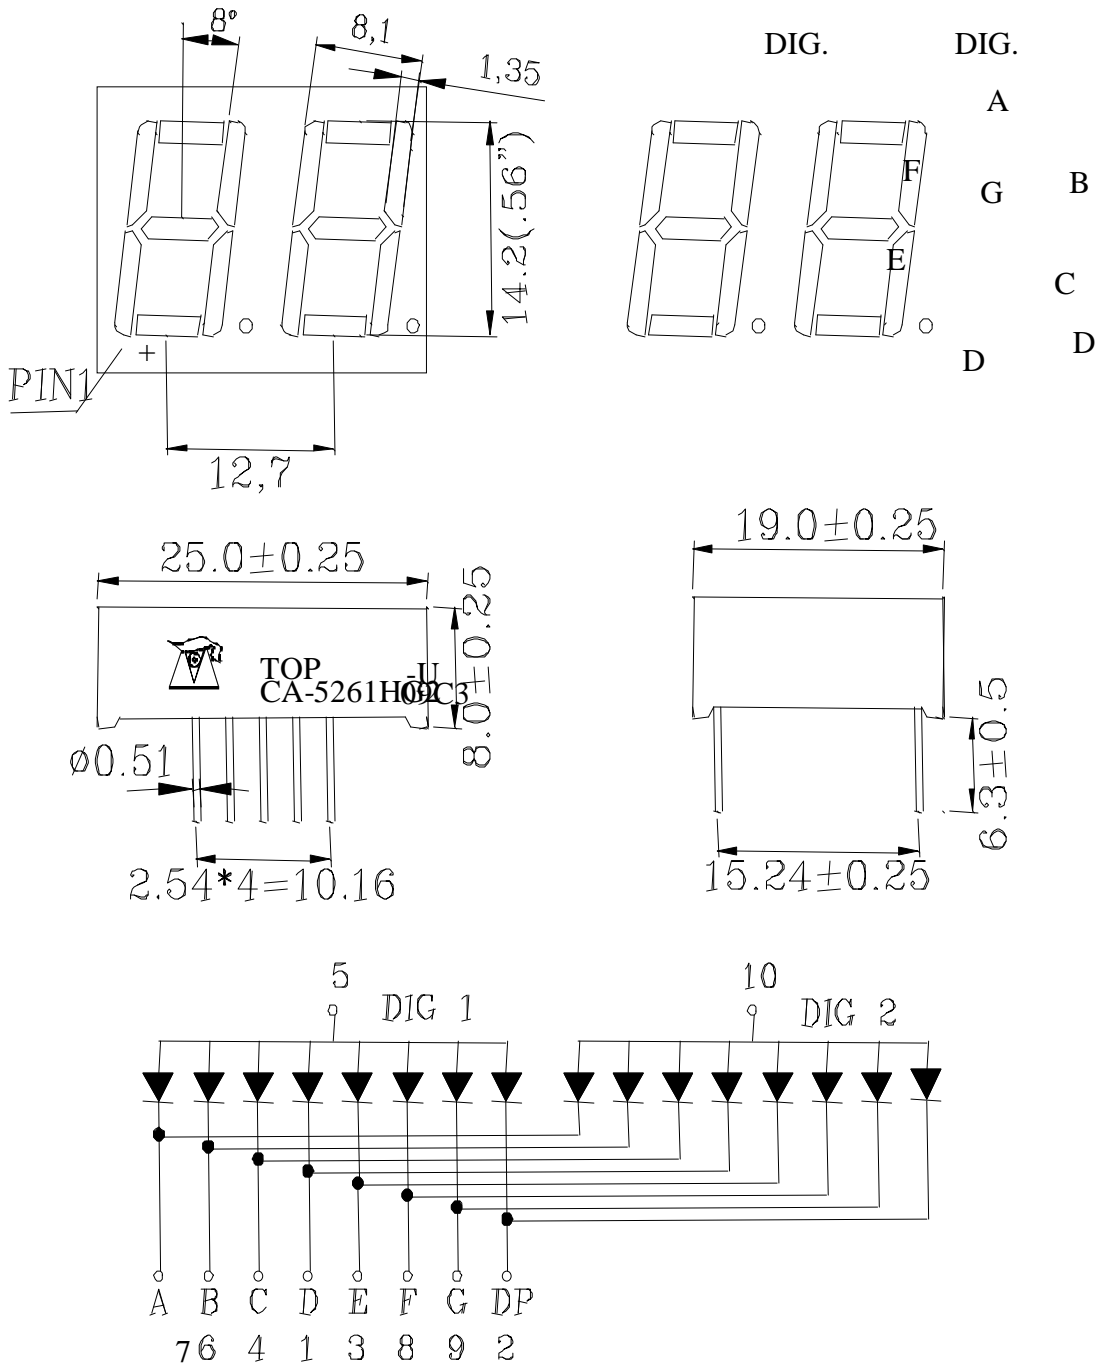 8°
8,1
1,35
DIG. DIG.
A
14.2(.56")
F
G
B
E
C
D
D
+
PIN1
12,7
19.0±0.25
25.0±0.25
8.0±0.25
TOP
CA-5261H
-U
ø0.51
6.3±0.5
2.54*4=10.16
15.24±0.25
5
10
DIG 1
DIG 2
A B C D E F G DP
7 6 4 1 3 8 9 2